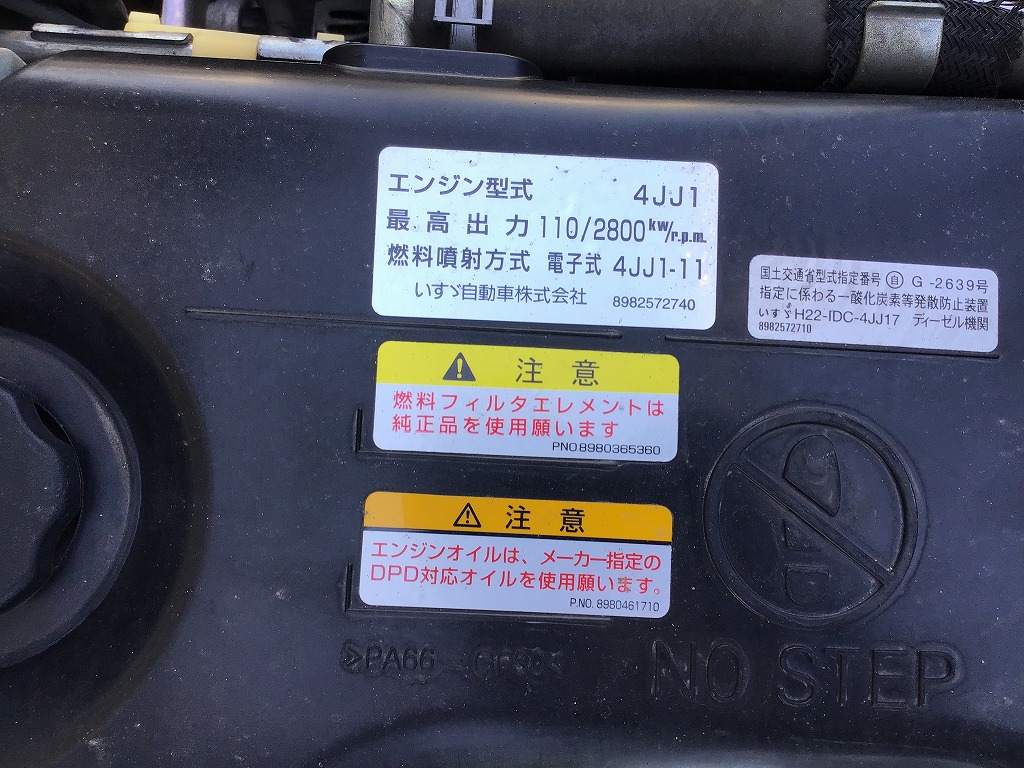 エンジン型式 4JJ1
最高出力 110/2800kW/r.p.m.
燃料噴射方式 電子式 4JJ1-11
いすゞ自動車株式会社 8982572740
国土交通省型式指定番号 ㊂ G-2639号
指定に係わる一酸化炭素等発散防止装置
いすゞH22-IDC-4JJ17 ディーゼル機関
8982572710
注意
燃料フィルタエレメントは
純正品を使用願います
PNO.8980365360
注意
エンジンオイルは、メーカー指定の
DPD対応オイルを使用願います。
P.NO. 8980461710
>PA66
NO STEP